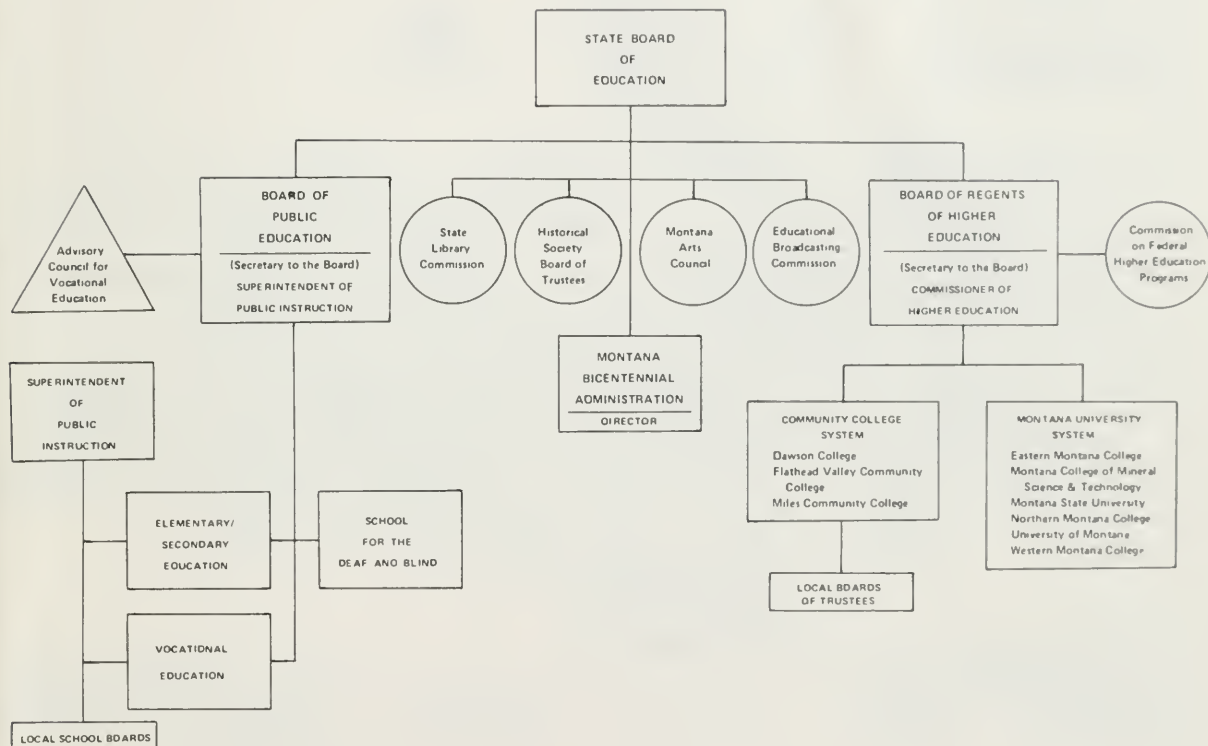 STATE BOARD
OF
EDUCATION
BOARD OF
PUBLIC
EDUCATION
(Secretary to the Board)
SUPERINTENDENT OF
PUBLIC INSTRUCTION
Advisory
Council for
Vocational
Education
State
Library
Commission
Historical
Society
Board of
Trustees
Montana
Arts
Council
Educational
Broadcasting
Commission
BOARD OF REGENTS
OF HIGHER
EDUCATION
(Secretary to the Board)
COMMISSIONER OF
HIGHER EDUCATION
Commission
on Federal
Higher Education
Programs
MONTANA
BICENTENNIAL
ADMINISTRATION
DIRECTOR
SUPERINTENDENT
OF
PUBLIC
INSTRUCTION
ELEMENTARY/
SECONDARY
EDUCATION
SCHOOL
FOR THE
DEAF AND BLIND
VOCATIONAL
EDUCATION
LOCAL SCHOOL BOARDS
COMMUNITY COLLEGE
SYSTEM
Dawson College
Flathead Valley Community
College
Miles Community College
LOCAL BOARDS
OF TRUSTEES
MONTANA UNIVERSITY
SYSTEM
Eastern Montana College
Montana College of Mineral
Science & Technology
Montana State University
Northern Montana College
University of Montana
Western Montana College